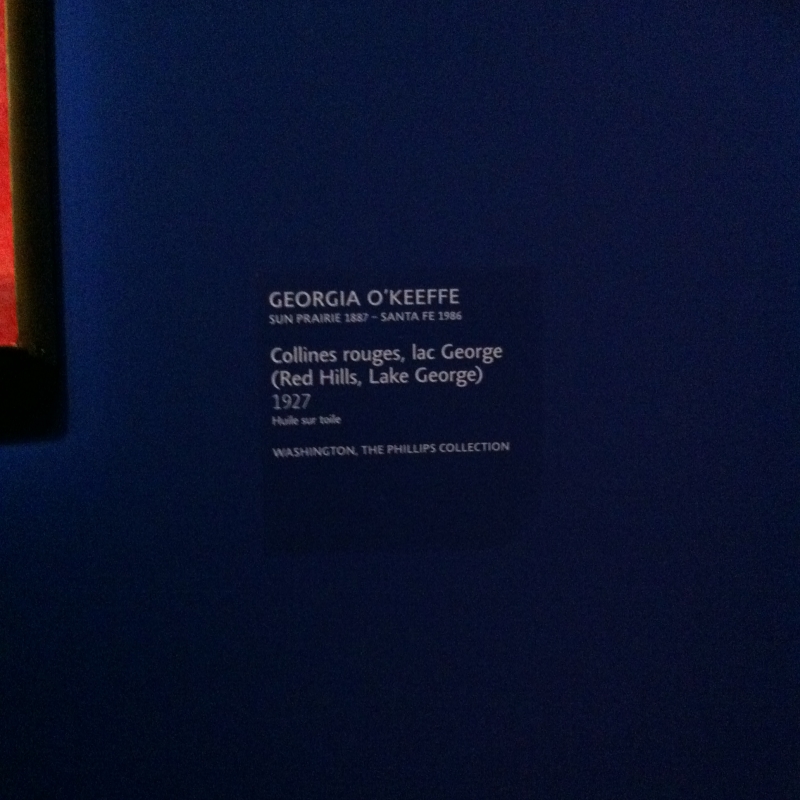 GEORGIA O'KEEFFE
SUN PRAIRIE 1887 – SANTA FE 1986
Collines rouges, lac George
(Red Hills, Lake George)
1927
Huile sur toile
WASHINGTON, THE PHILLIPS COLLECTION